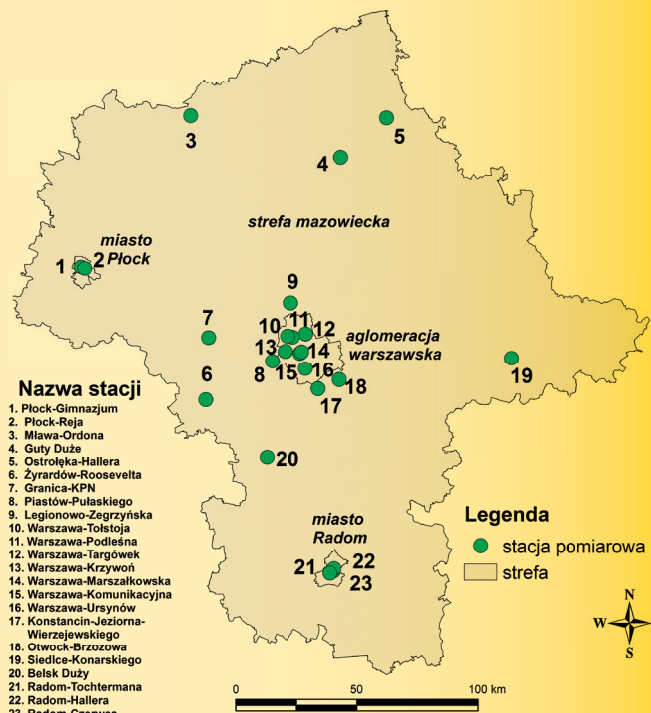 3
5
4
strefa mazowiecka
miasto
Płock
1
2
9
7
10
11
12
aglomeracja
warszawska
13
14
8
15
16
18
17
19
6
20
miasto
Radom
21
22
23
Nazwa stacji
1. Płock-Gimnazjum
2. Płock-Reja
3. Mława-Ordona
4. Guty Duże
5. Ostrołęka-Hallera
6. Żyrardów-Roosevelta
7. Granica-KPN
8. Piastów-Pułaskiego
9. Legionowo-Zegrzyńska
10. Warszawa-Tołstoja
11. Warszawa-Podleśna
12. Warszawa-Targówek
13. Warszawa-Krzywoń
14. Warszawa-Marszałkowska
15. Warszawa-Komunikacyjna
16. Warszawa-Ursynów
17. Konstancin-Jeziorna-
Wierzejewskiego
18. Otwock-Brzozowa
19. Siedlce-Konarskiego
20. Belsk Duży
21. Radom-Tochtermana
22. Radom-Hallera
23. Radom-
Legenda
stacja pomiarowa
strefa
N
W
E
S
0 50 100 km